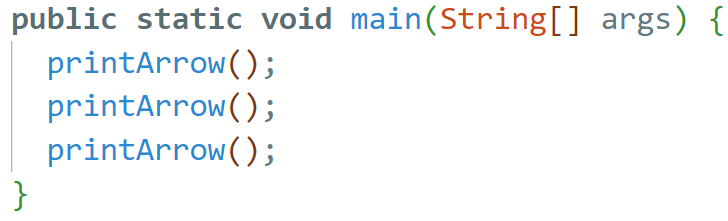 public static void main(String[] args) {
  printArrow();
  printArrow();
  printArrow();
}